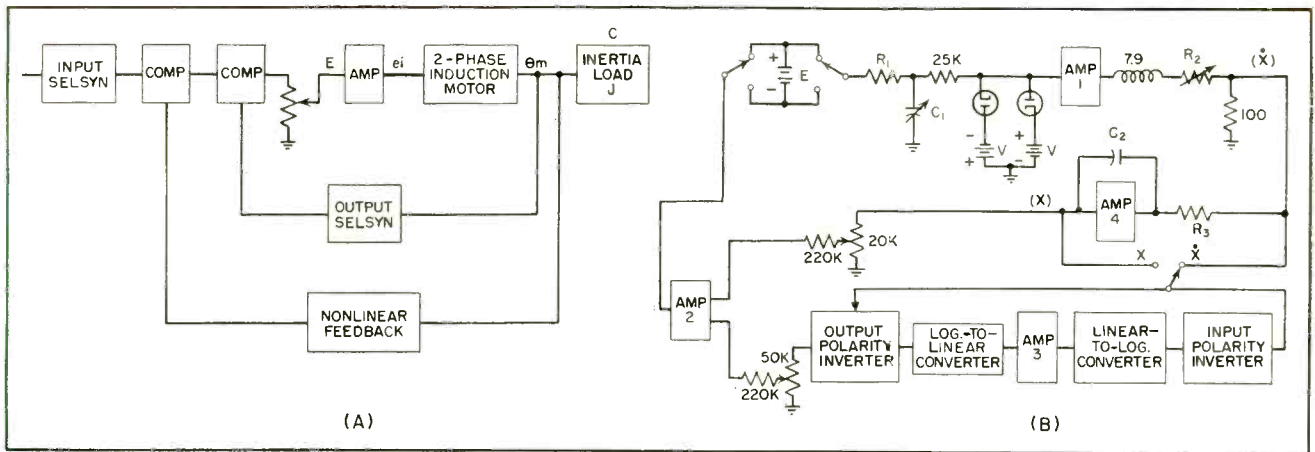 INPUT
SELSYN
COMP
COMP
E
AMP
ei
2-PHASE
INDUCTION
MOTOR
θm
C
INERTIA
LOAD
J
OUTPUT
SELSYN
NONLINEAR
FEEDBACK
(A)
+
E
-
R1
25K
C1
-
V
+
+
V
-
AMP
1
7.9
R2
(Ẋ)
100
C2
(X)
AMP
4
R3
X
Ẋ
220K
20K
AMP
2
50K
220K
OUTPUT
POLARITY
INVERTER
LOG.-TO-
LINEAR
CONVERTER
AMP
3
LINEAR-
TO-LOG.
CONVERTER
INPUT
POLARITY
INVERTER
(B)